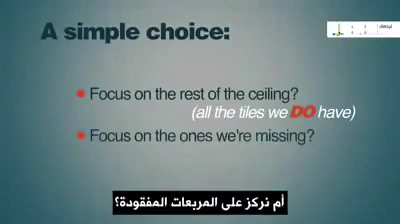 A simple choice:
Focus on the rest of the ceiling?
(all the tiles we DO have)
Focus on the ones we're missing?
أم نركز على المربعات المفقودة؟